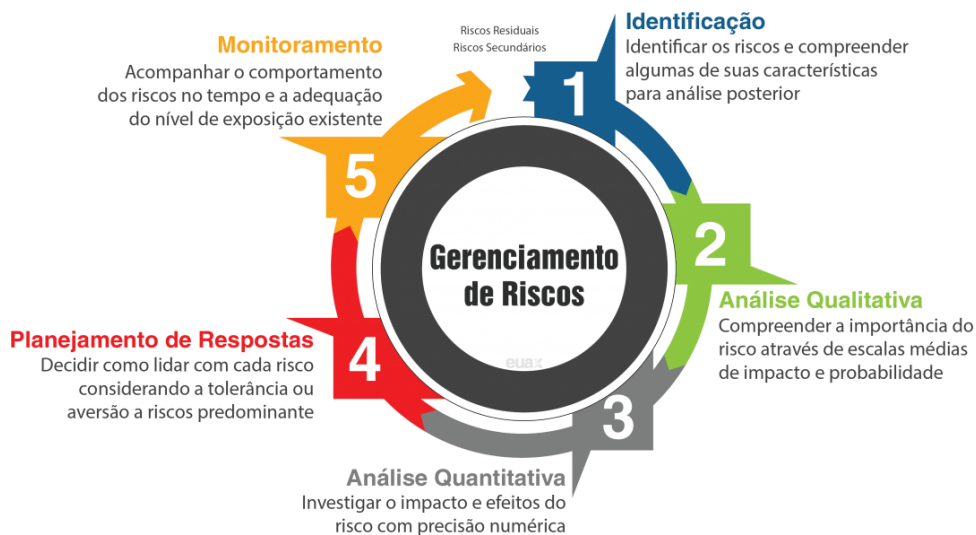 Riscos Residuais
Riscos Secundários
1
Identificação
Identificar os riscos e compreender
algumas de suas características
para análise posterior
2
Análise Qualitativa
Compreender a importância do
risco através de escalas médias
de impacto e probabilidade
3
Análise Quantitativa
Investigar o impacto e efeitos do
risco com precisão numérica
4
Planejamento de Respostas
Decidir como lidar com cada risco
considerando a tolerância ou
aversão a riscos predominante
5
Monitoramento
Acompanhar o comportamento
dos riscos no tempo e a adequação
do nível de exposição existente
Gerenciamento
de Riscos
euax